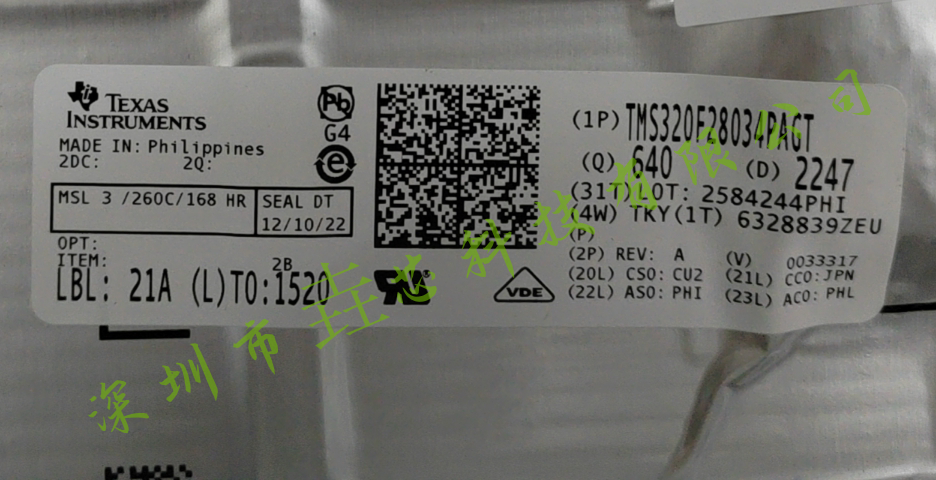 TEXAS
INSTRUMENTS
MADE IN: Philippines
2DC: 2Q:
MSL 3 /260C/168 HR
SEAL DT
12/10/22
OPT:
ITEM:
2B
LBL: 21A (L)TO:1520
Pb
G4
e
(1P) TMS320F28034PAGT
(Q) 640 (D) 2247
(31T)LOT: 2584244PHI
(4W) TKY(1T) 6328839ZEU
(P)
(2P) REV: A (V) 0033317
(20L) CSO: CU2 (21L) CCO:JPN
(22L) ASO: PHI (23L) ACO: PHL
VDE
深圳市壵芯科技有限公司